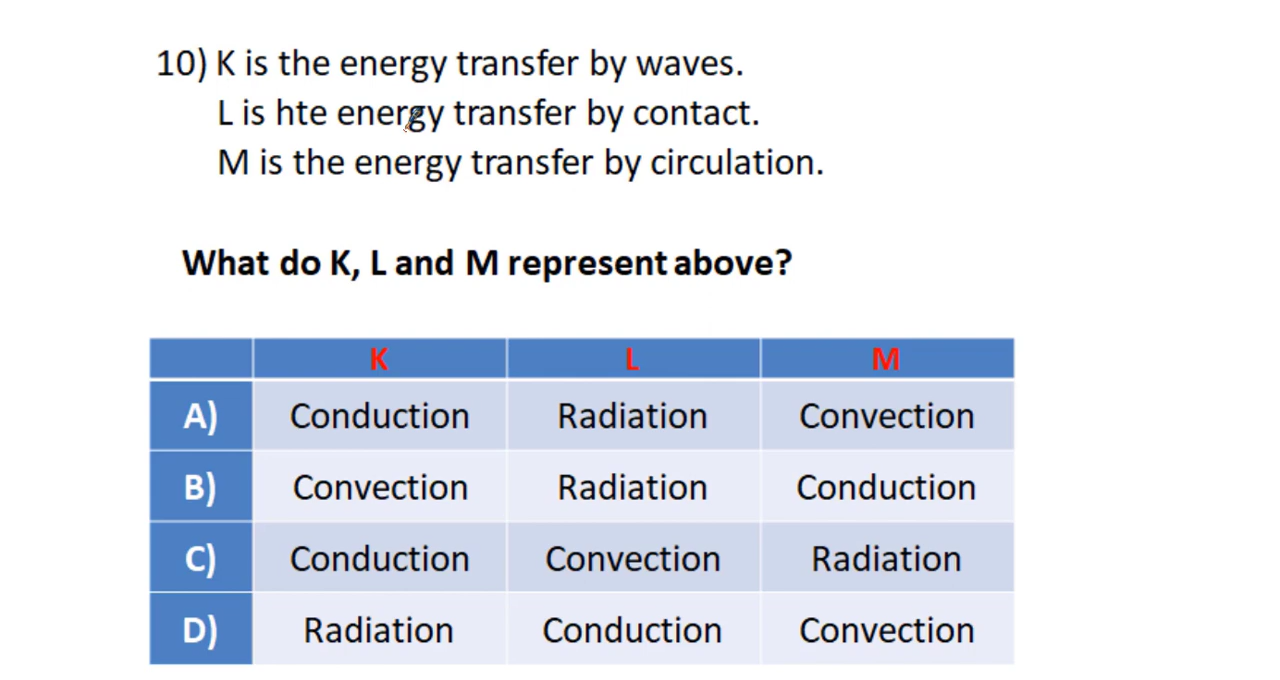 10) K is the energy transfer by waves.
L is hte energy transfer by contact.
M is the energy transfer by circulation.
What do K, L and M represent above?
K L M
A) Conduction Radiation Convection
B) Convection Radiation Conduction
C) Conduction Convection Radiation
D) Radiation Conduction Convection